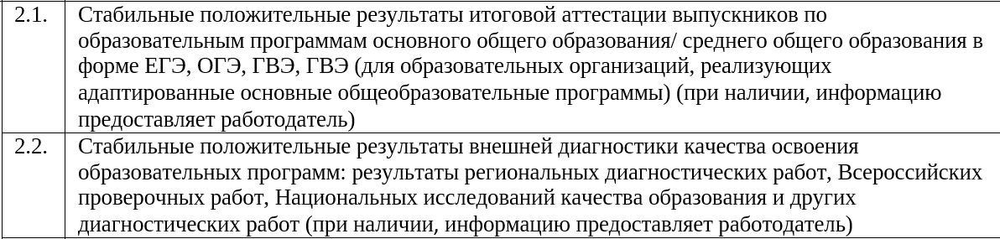 2.1. Стабильные положительные результаты итоговой аттестации выпускников по
образовательным программам основного общего образования/ среднего общего образования в
форме ЕГЭ, ОГЭ, ГВЭ, ГВЭ (для образовательных организаций, реализующих
адаптированные основные общеобразовательные программы) (при наличии, информацию
предоставляет работодатель)
2.2. Стабильные положительные результаты внешней диагностики качества освоения
образовательных программ: результаты региональных диагностических работ, Всероссийских
проверочных работ, Национальных исследований качества образования и других
диагностических работ (при наличии, информацию предоставляет работодатель)